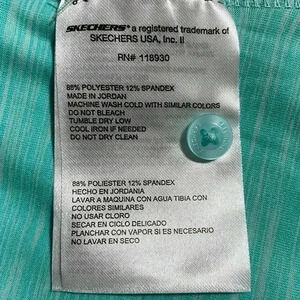 SKECHERS® a registered trademark of
SKECHERS USA, Inc. II
RN# 118930
88% POLYESTER 12% SPANDEX
MADE IN JORDAN
MACHINE WASH COLD WITH SIMILAR COLORS
DO NOT BLEACH
TUMBLE DRY LOW
COOL IRON IF NEEDED
DO NOT DRY CLEAN
88% POLIESTER 12% SPANDEX
HECHO EN JORDANIA
LAVAR A MAQUINA CON AGUA TIBIA CON
COLORES SIMILARES
NO USAR CLORO
SECAR EN CICLO DELICADO
PLANCHAR CON VAPOR SI ES NECESARIO
NO LAVAR EN SECO